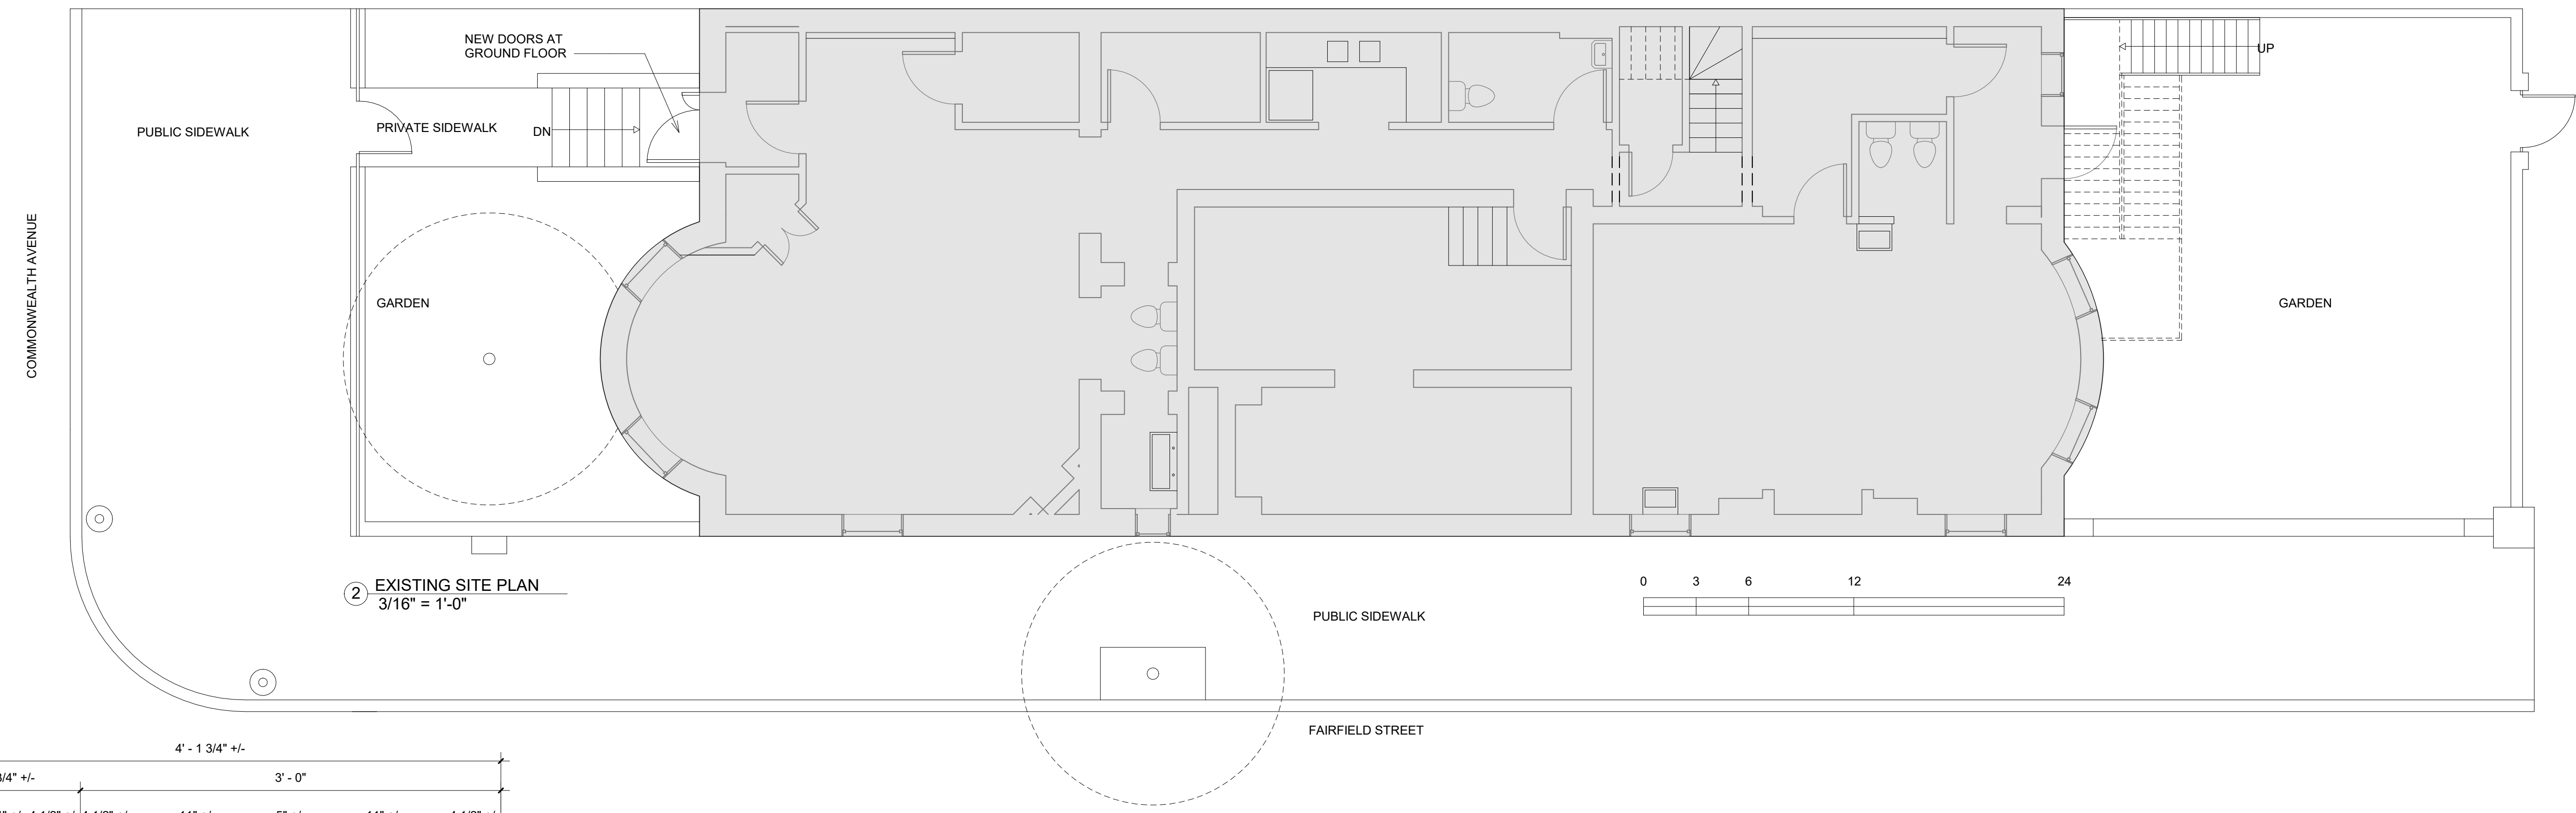 NEW DOORS AT
GROUND FLOOR
UP
PUBLIC SIDEWALK
PRIVATE SIDEWALK
DN
COMMONWEALTH AVENUE
GARDEN
GARDEN
2
EXISTING SITE PLAN
3/16" = 1'-0"
0 3 6 12 24
PUBLIC SIDEWALK
FAIRFIELD STREET
4' - 1 3/4" +/-
3/4" +/-
3' - 0"